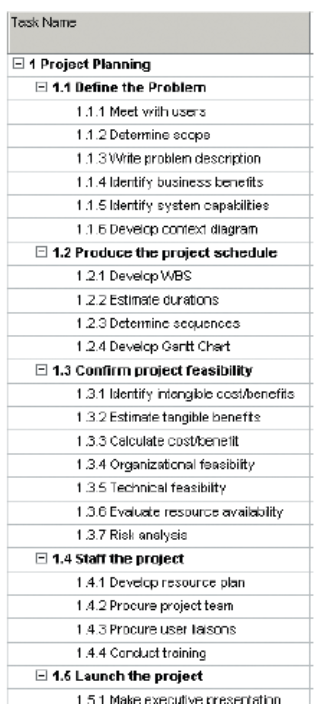 Task Name
1 Project Planning
1.1 Define the Problem
1.1.1 Meet with users
1.1.2 Determine scope
1.1.3 Write problem description
1.1.4 Identify business benefits
1.1.5 Identify system capabilities
1.1.6 Develop context diagram
1.2 Produce the project schedule
1.2.1 Develop WBS
1.2.2 Estimate durations
1.2.3 Determine sequences
1.2.4 Develop Gantt Chart
1.3 Confirm project feasibility
1.3.1 Identify intangible cost/benefits
1.3.2 Estimate tangible benefits
1.3.3 Calculate cost/benefit
1.3.4 Organizational feasibility
1.3.5 Technical feasibility
1.3.6 Evaluate resource availability
1.3.7 Risk analysis
1.4 Staff the project
1.4.1 Develop resource plan
1.4.2 Procure project team
1.4.3 Procure user liaisons
1.4.4 Conduct training
1.5 Launch the project
1.5.1 Make executive presentation